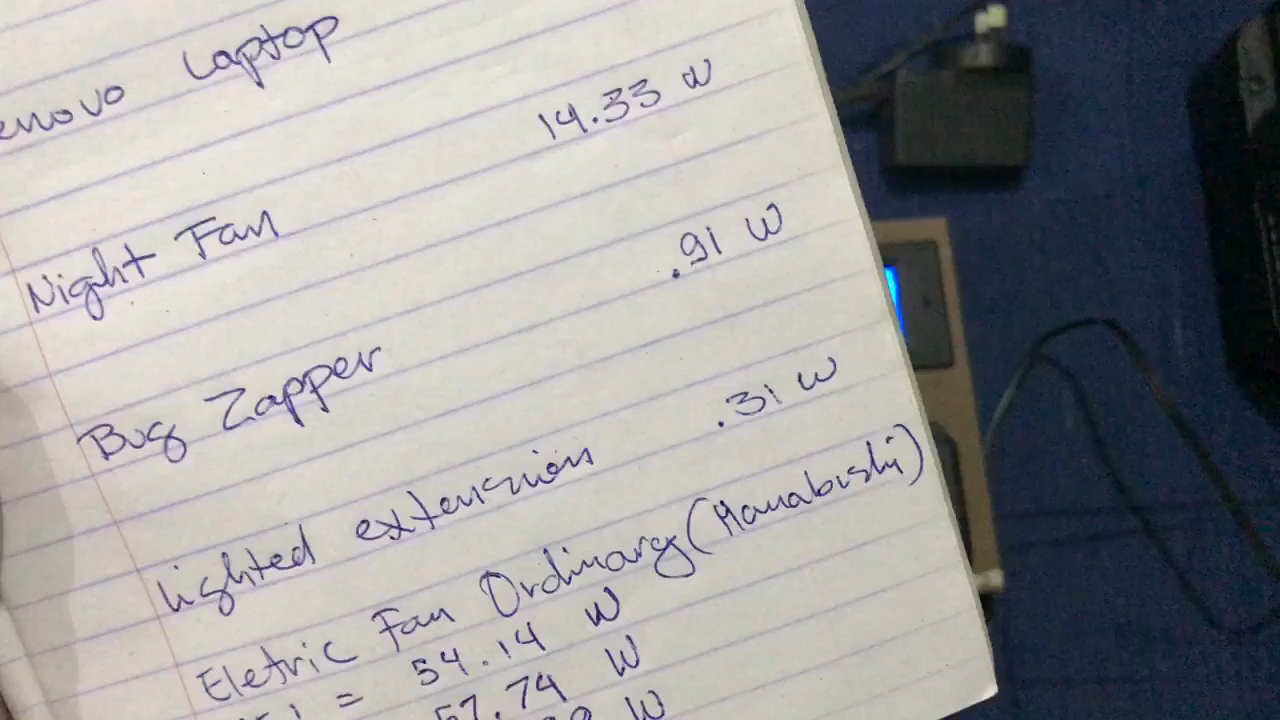 Laptop
14.33 W
Night Fan
.91 W
Bug Zapper
.31 W
Lighted extension
Eletric Fan Ordinary (Hanabishi)
= 54.14 W
57.74 W
W